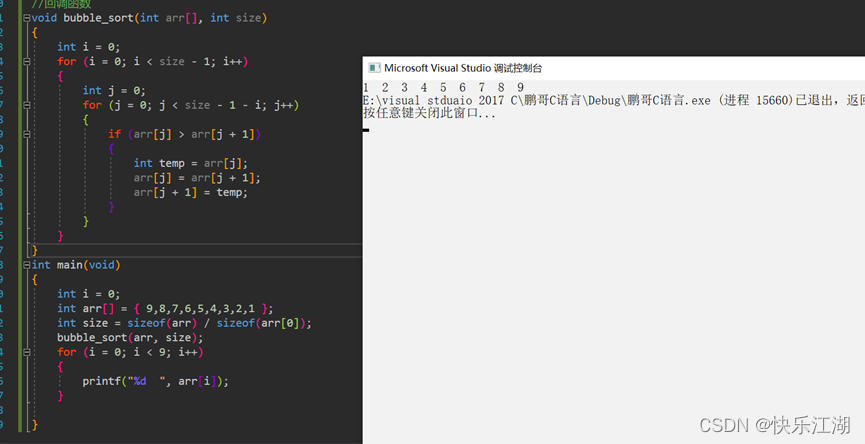 //回调函数
void bubble_sort(int arr[], int size)
{
int i = 0;
for (i = 0; i < size - 1; i++)
{
int j = 0;
for (j = 0; j < size - 1 - i; j++)
{
if (arr[j] > arr[j + 1])
{
int temp = arr[j];
arr[j] = arr[j + 1];
arr[j + 1] = temp;
}
}
}
}
int main(void)
{
int i = 0;
int arr[] = { 9,8,7,6,5,4,3,2,1 };
int size = sizeof(arr) / sizeof(arr[0]);
bubble_sort(arr, size);
for (i = 0; i < 9; i++)
{
printf("%d  ", arr[i]);
}
}
Microsoft Visual Studio 调试控制台
1  2  3  4  5  6  7  8  9
E:\visual stduaio 2017 C\鹏哥C语言\Debug\鹏哥C语言.exe (进程 15660)已退出，返回
按任意键关闭此窗口...
CSDN @快乐江湖